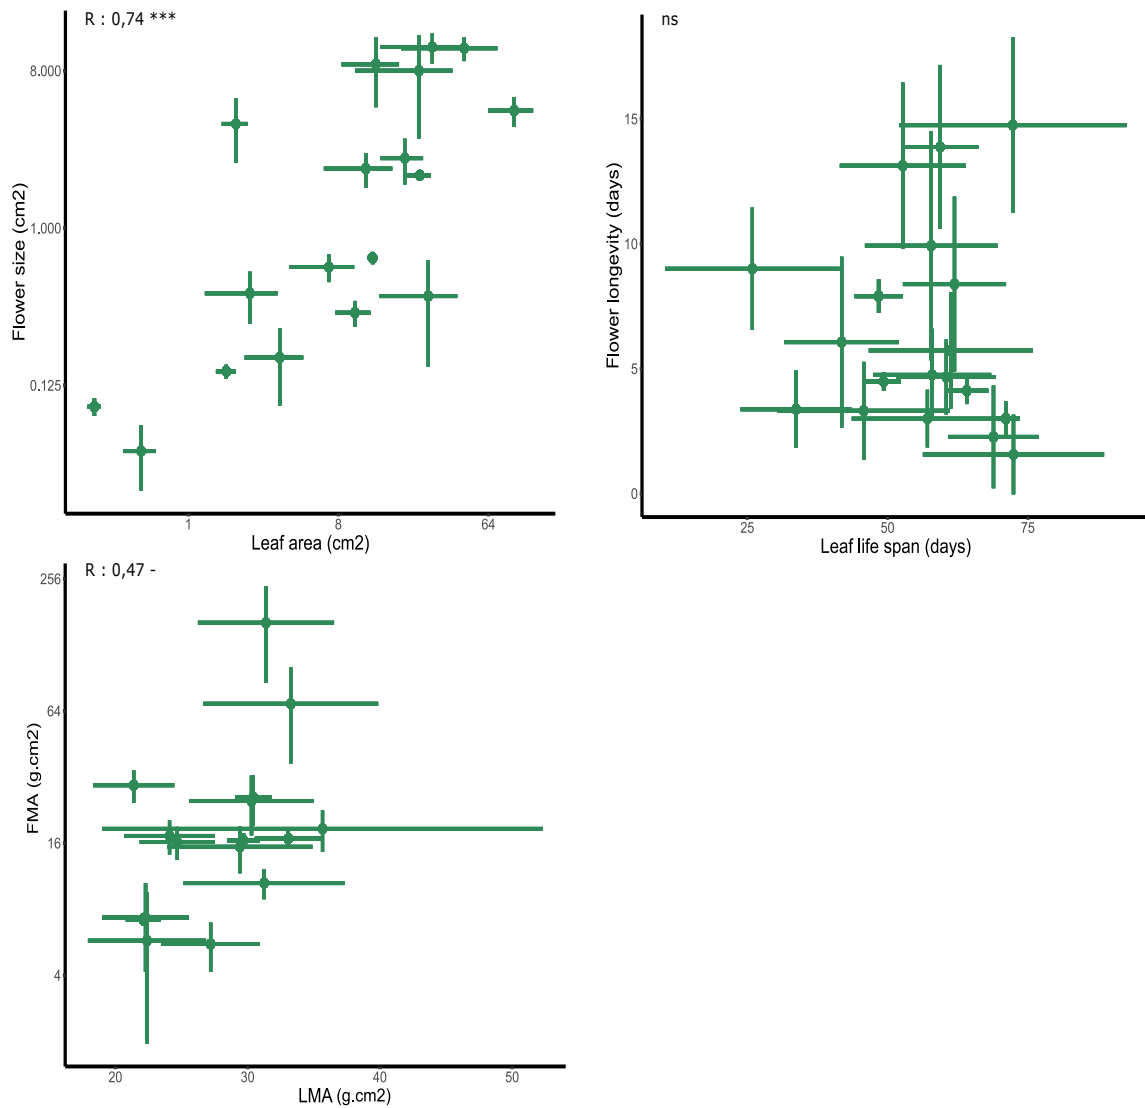 R : 0,74 ***
Flower size (cm2)
8.000
1.000
0.125
1
8
64
Leaf area (cm2)
ns
Flower longevity (days)
15
10
5
0
25
50
75
Leaf life span (days)
R : 0,47 -
FMA (g.cm2)
256
64
16
4
20
30
40
50
LMA (g.cm2)